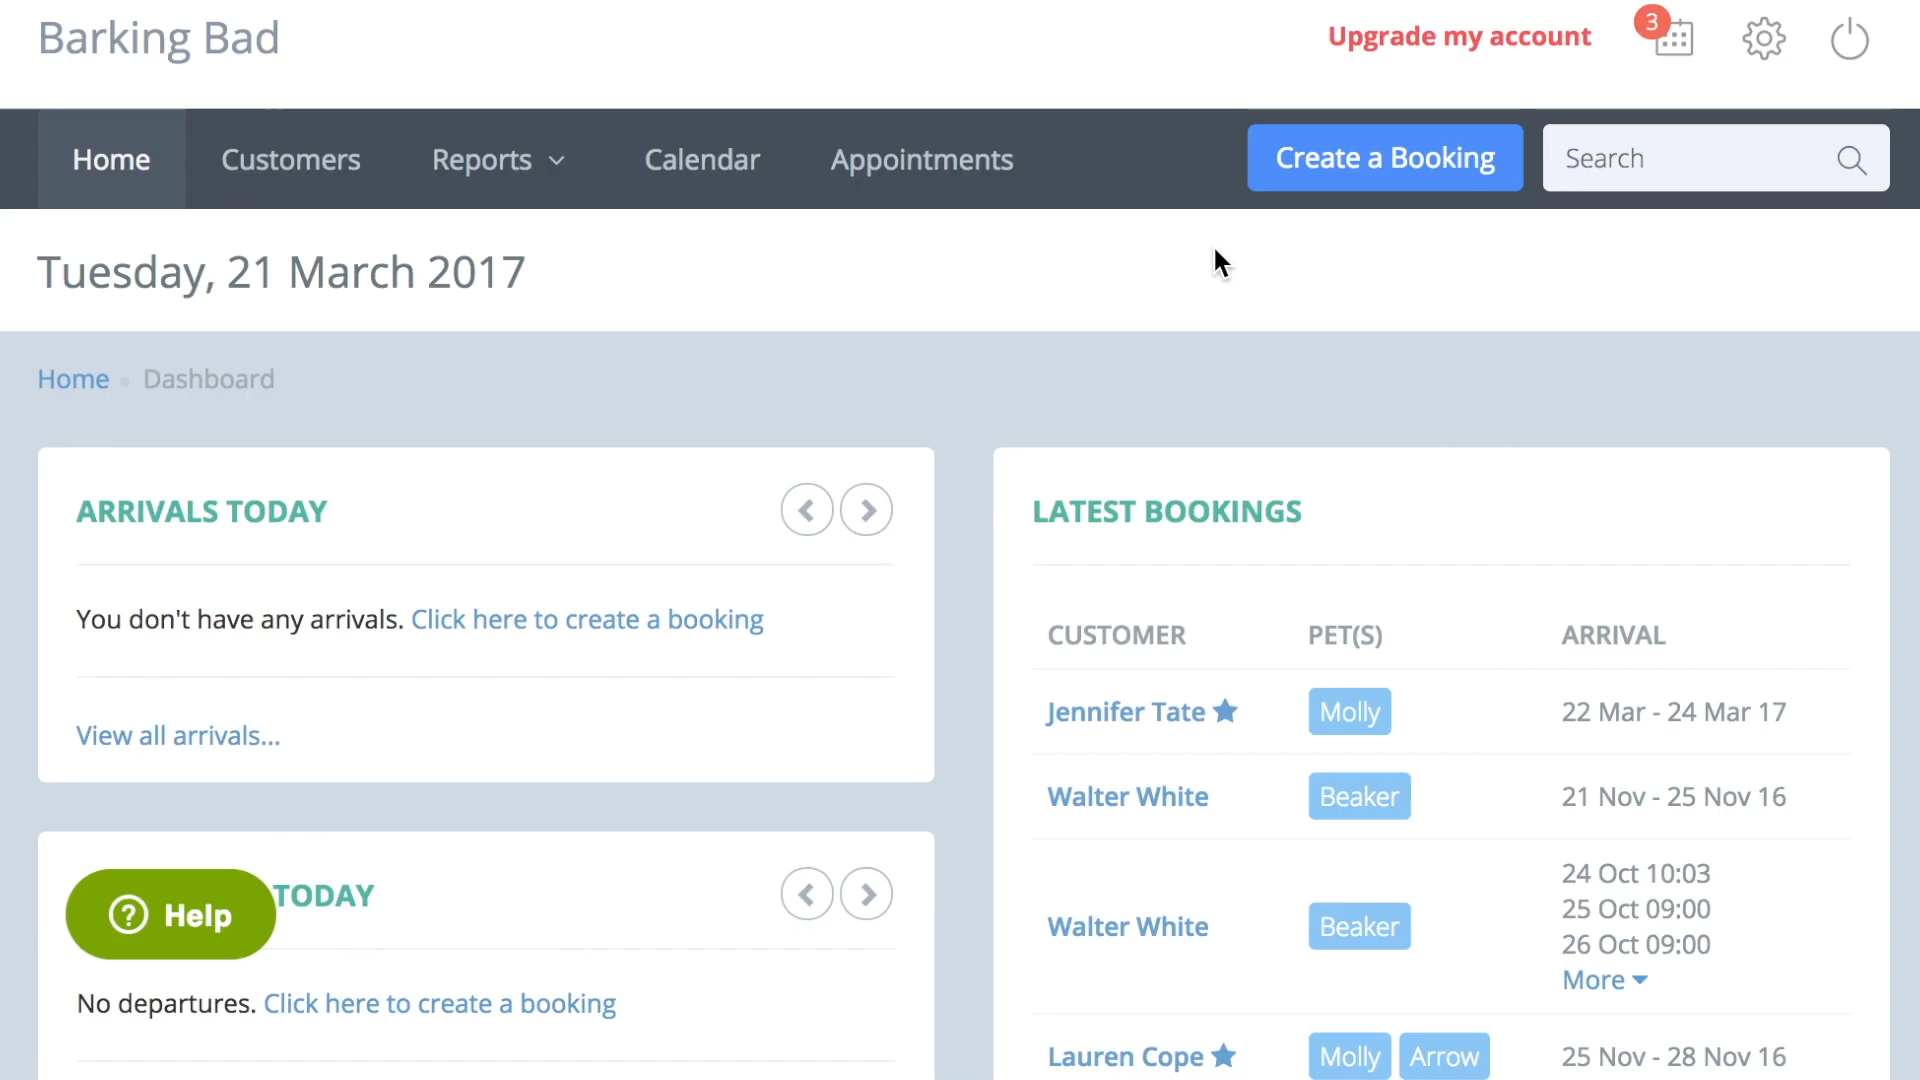 Barking Bad
Upgrade my account
3
Home
Customers
Reports
Calendar
Appointments
Create a Booking
Search
Tuesday, 21 March 2017
Home
Dashboard
ARRIVALS TODAY
You don't have any arrivals. Click here to create a booking
View all arrivals...
TODAY
Help
No departures. Click here to create a booking
LATEST BOOKINGS
CUSTOMER PET(S) ARRIVAL
Jennifer Tate Molly 22 Mar - 24 Mar 17
Walter White Beaker 21 Nov - 25 Nov 16
Walter White Beaker 24 Oct 10:03
25 Oct 09:00
26 Oct 09:00
More
Lauren Cope Molly Arrow 25 Nov - 28 Nov 16